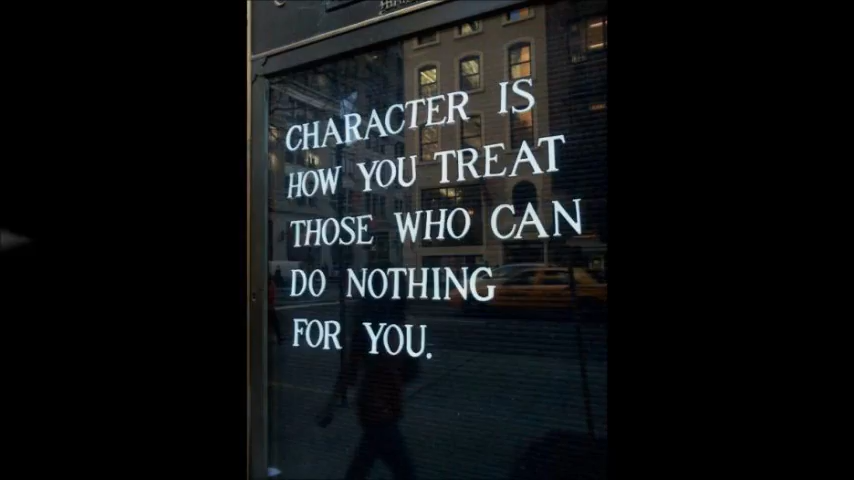 CHARACTER IS
HOW YOU TREAT
THOSE WHO CAN
DO NOTHING
FOR YOU.